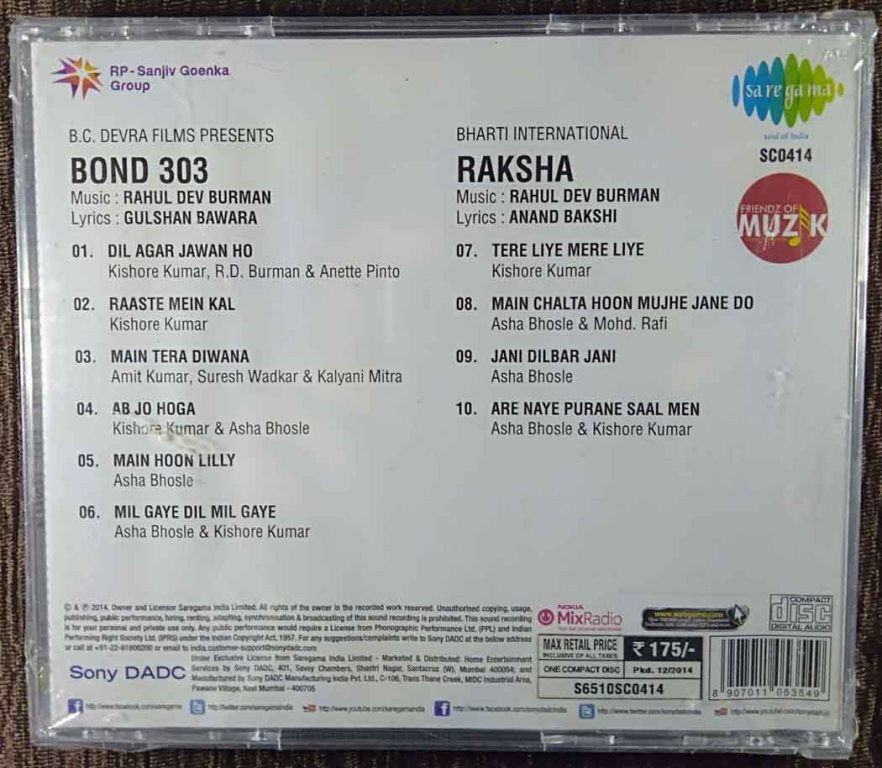 RP-Sanjiv Goenka
Group
saregama
soul of India
SC0414
FRIENDZ OF
MUZIK
B.C. DEVRA FILMS PRESENTS
BOND 303
Music : RAHUL DEV BURMAN
Lyrics : GULSHAN BAWARA
01. DIL AGAR JAWAN HO
Kishore Kumar, R.D. Burman & Anette Pinto
02. RAASTE MEIN KAL
Kishore Kumar
03. MAIN TERA DIWANA
Amit Kumar, Suresh Wadkar & Kalyani Mitra
04. AB JO HOGA
Kishore Kumar & Asha Bhosle
05. MAIN HOON LILLY
Asha Bhosle
06. MIL GAYE DIL MIL GAYE
Asha Bhosle & Kishore Kumar
BHARTI INTERNATIONAL
RAKSHA
Music : RAHUL DEV BURMAN
Lyrics : ANAND BAKSHI
07. TERE LIYE MERE LIYE
Kishore Kumar
08. MAIN CHALTA HOON MUJHE JANE DO
Asha Bhosle & Mohd. Rafi
09. JANI DILBAR JANI
Asha Bhosle
10. ARE NAYE PURANE SAAL MEN
Asha Bhosle & Kishore Kumar
© & ℗ 2014. Owner and Licensor Saregama India Limited. All rights of the owner in the recorded work reserved. Unauthorised copying, usage,
publishing, public performance, hiring, renting, adapting, synchronisation & broadcasting of this sound recording is prohibited. This sound recording
is for your personal and private use only. Any public performance would require a License from Phonographic Performance Ltd. (PPL) and Indian
Performing Right Society Ltd. (IPRS) under the Indian Copyright Act, 1957. For any suggestions/complaints write to Sony DADC at the below address
or call at +91-22-61806200 or email to india.customer-support@sonydadc.com
Sony DADC
Under Exclusive License from Saregama India Limited - Marketed & Distributed: Home Entertainment
Services by Sony DADC, 401, Savoy Chambers, Shastri Nagar, Santacruz (W), Mumbai 400054; and
Manufactured by Sony DADC Manufacturing India Pvt. Ltd., C-106, Trans Thane Creek, MIDC Industrial Area,
Pawane Village, Navi Mumbai - 400705
NOKIA
MixRadio
www.saregama.com
COMPACT
disc
DIGITAL AUDIO
MAX RETAIL PRICE
INCLUSIVE OF ALL TAXES
₹ 175/-
ONE COMPACT DISC
Pkd. 12/2014
S6510SC0414
8 907011 053549
http://www.facebook.com/saregama
http://www.twitter.com/saregamaindia
http://www.youtube.com/saregamaindia
http://www.facebook.com/sonydadcindia
http://www.twitter.com/sonydadcindia